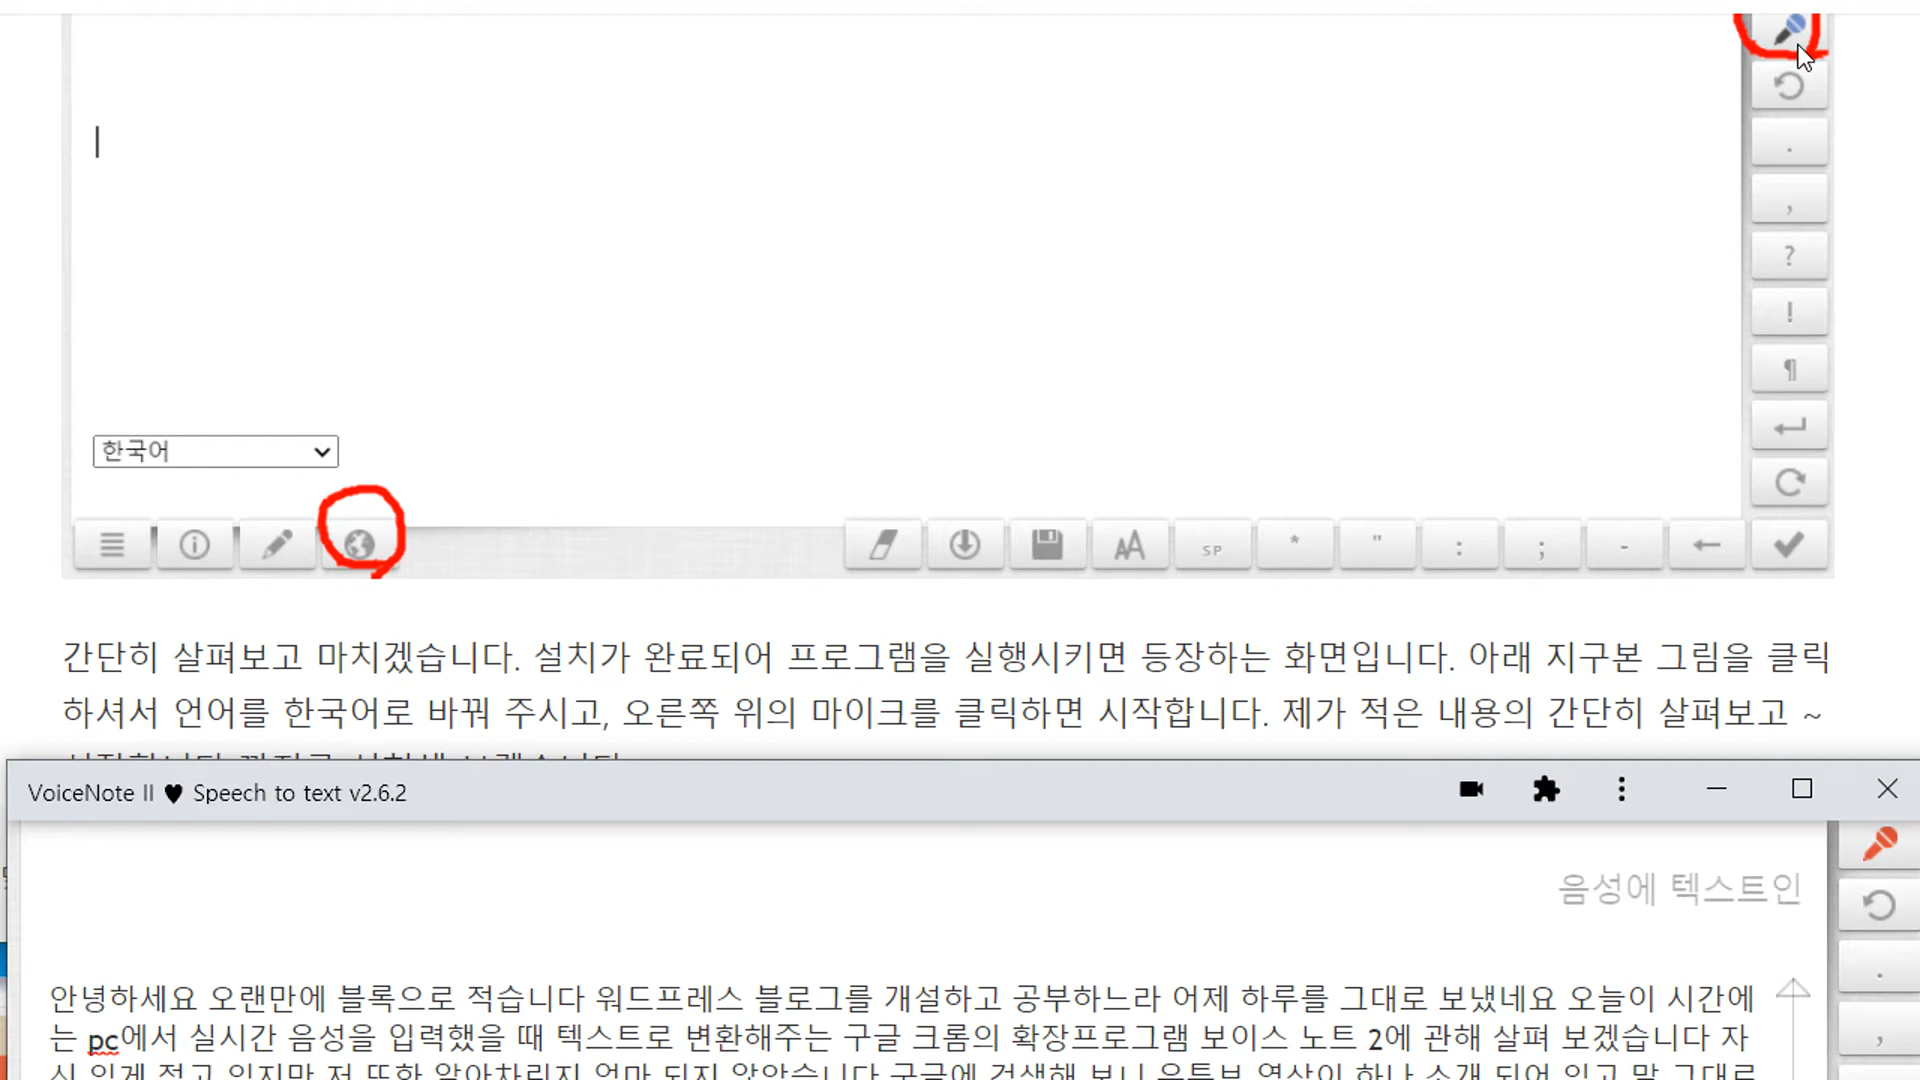 .
,
?
!
¶
한국어
SP * " : ; -
간단히 살펴보고 마치겠습니다. 설치가 완료되어 프로그램을 실행시키면 등장하는 화면입니다. 아래 지구본 그림을 클릭
하셔서 언어를 한국어로 바꿔 주시고, 오른쪽 위의 마이크를 클릭하면 시작합니다. 제가 적은 내용의 간단히 살펴보고 ~
VoiceNote II ♥ Speech to text v2.6.2
음성에 텍스트인
.
안녕하세요 오랜만에 블록으로 적습니다 워드프레스 블로그를 개설하고 공부하느라 어제 하루를 그대로 보냈네요 오늘이 시간에
는 pc에서 실시간 음성을 입력했을 때 텍스트로 변환해주는 구글 크롬의 확장프로그램 보이스 노트 2에 관해 살펴 보겠습니다 자
,